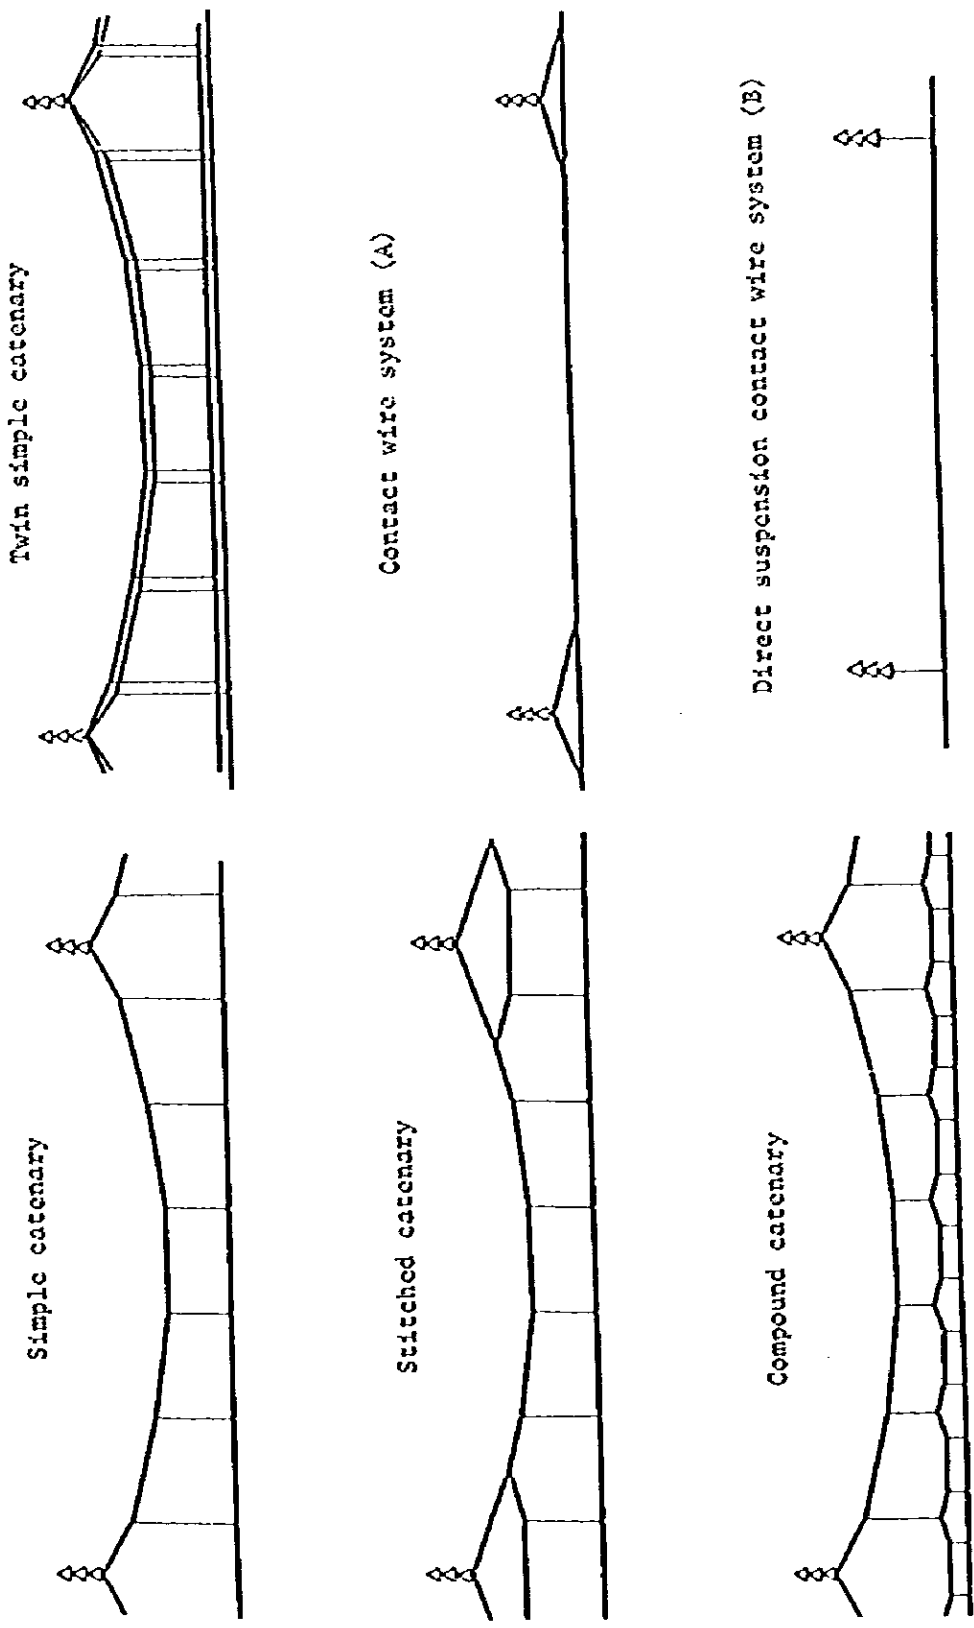 Simple catenary
Twin simple catenary
Stitched catenary
Contact wire system (A)
Compound catenary
Direct suspension contact wire system (B)